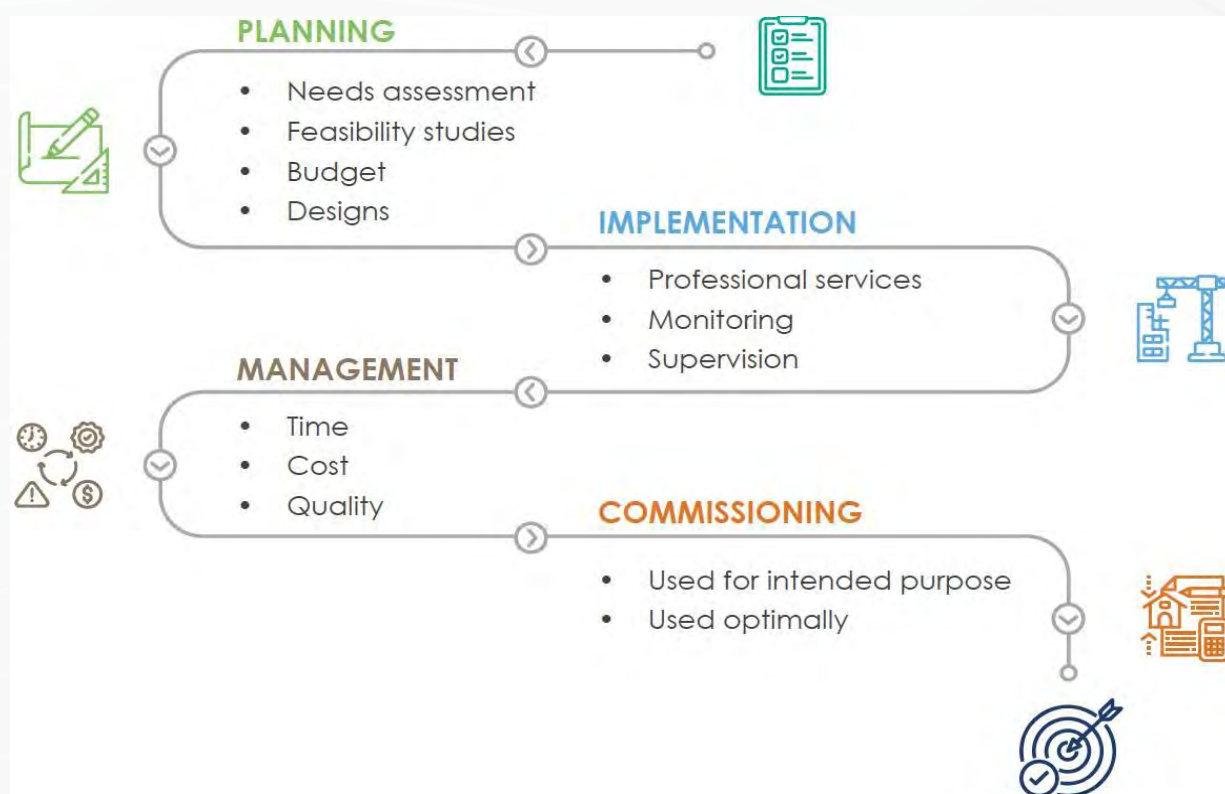 PLANNING
• Needs assessment
• Feasibility studies
• Budget
• Designs
IMPLEMENTATION
• Professional services
• Monitoring
• Supervision
MANAGEMENT
• Time
• Cost
• Quality
COMMISSIONING
• Used for intended purpose
• Used optimally